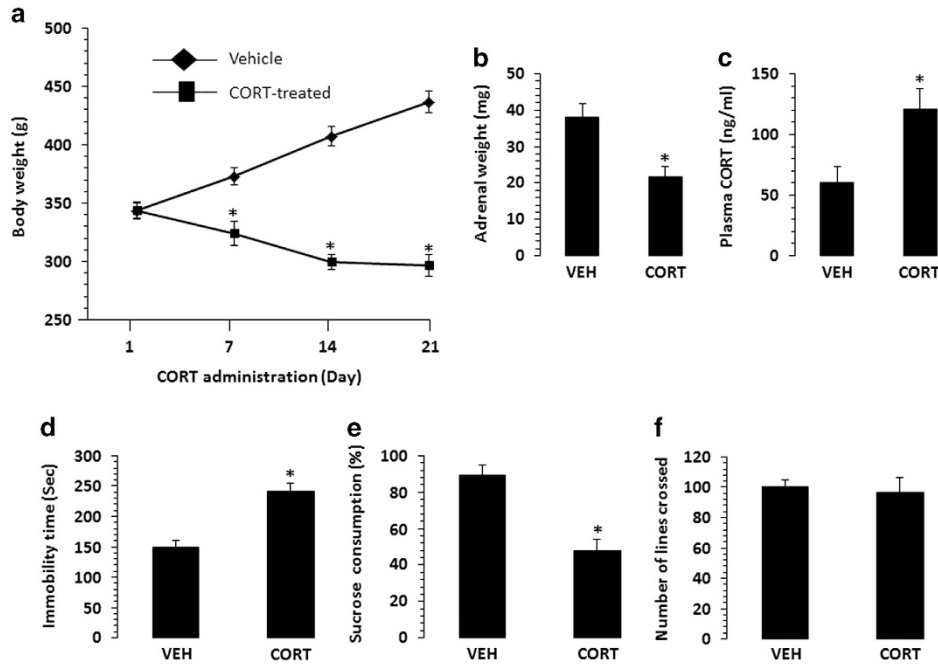 a
500
450
400
350
300
250
Body weight (g)
Vehicle
CORT-treated
*
*
*
1 7 14 21
CORT administration (Day)
b
50
40
30
20
10
0
Adrenal weight (mg)
*
VEH CORT
c
150
100
50
0
Plasma CORT (ng/ml)
*
VEH CORT
d
300
250
200
150
100
50
0
Immobility time (Sec)
*
VEH CORT
e
100
80
60
40
20
0
Sucrose consumption (%)
*
VEH CORT
f
120
100
80
60
40
20
0
Number of lines crossed
VEH CORT